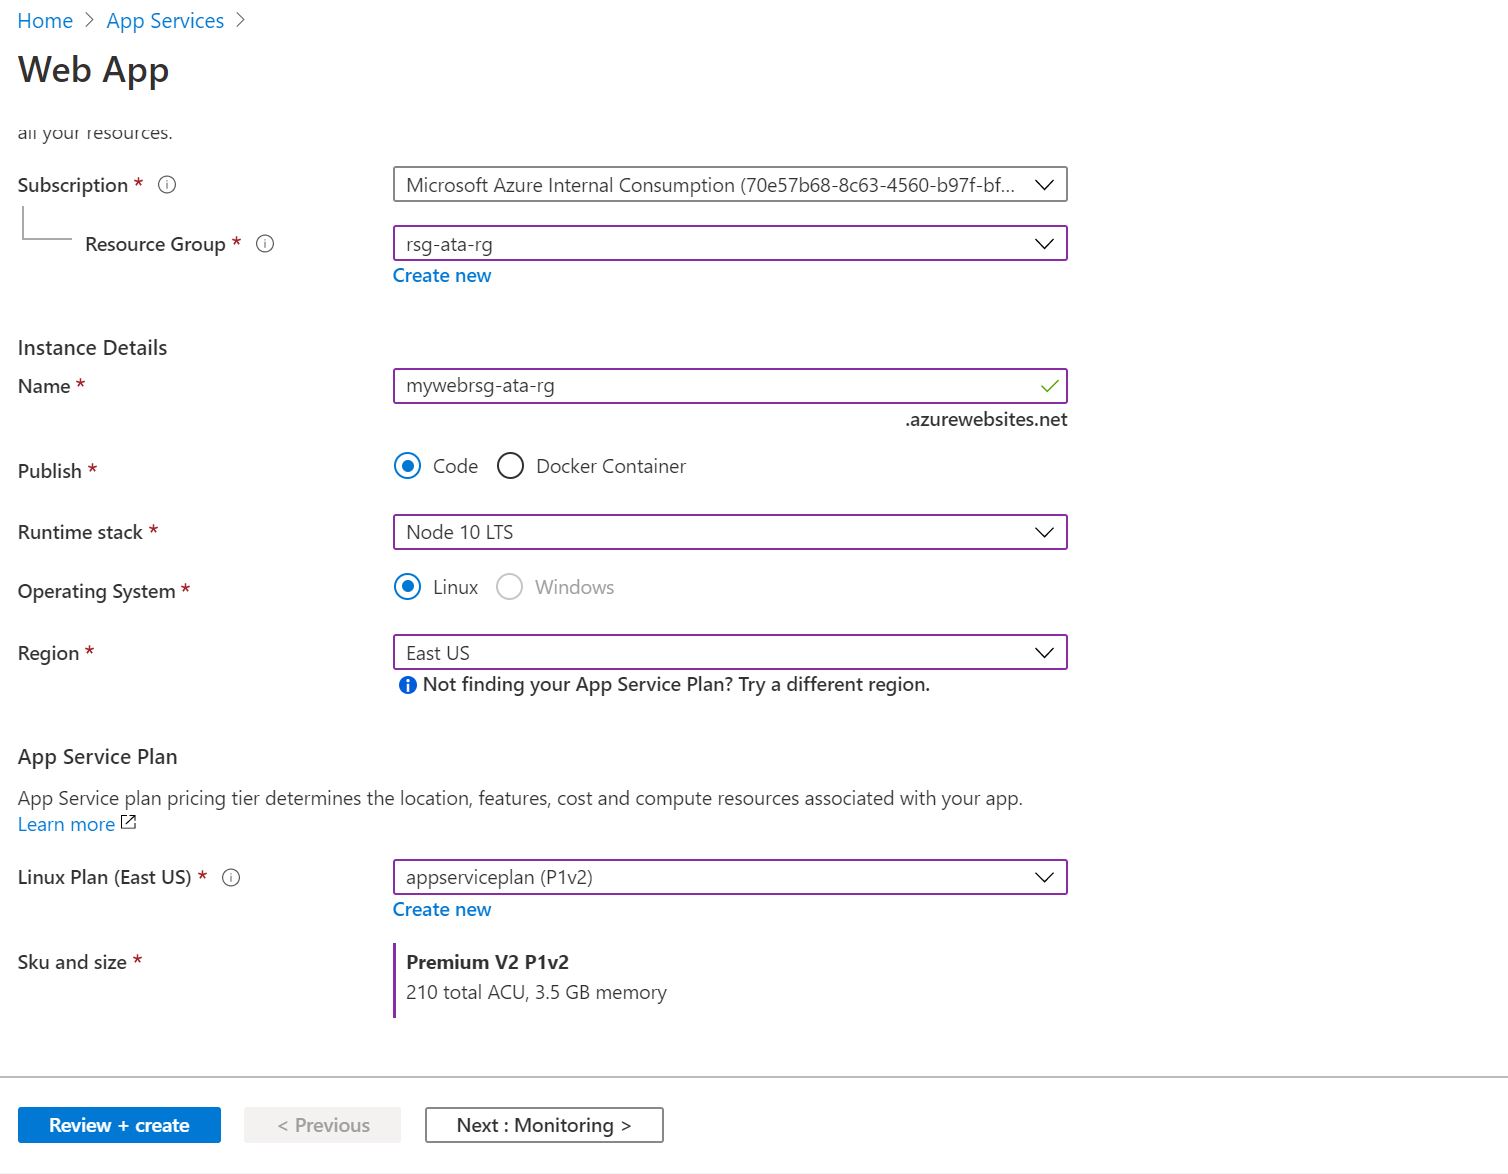 Home > App Services >
Web App
all your resources.
Subscription *
Microsoft Azure Internal Consumption (70e57b68-8c63-4560-b97f-bf...
Resource Group *
rsg-ata-rg
Create new
Instance Details
Name *
mywebrsg-ata-rg
.azurewebsites.net
Publish *
Code
Docker Container
Runtime stack *
Node 10 LTS
Operating System *
Linux
Windows
Region *
East US
Not finding your App Service Plan? Try a different region.
App Service Plan
App Service plan pricing tier determines the location, features, cost and compute resources associated with your app.
Learn more
Linux Plan (East US) *
appserviceplan (P1v2)
Create new
Sku and size *
Premium V2 P1v2
210 total ACU, 3.5 GB memory
Review + create
< Previous
Next : Monitoring >